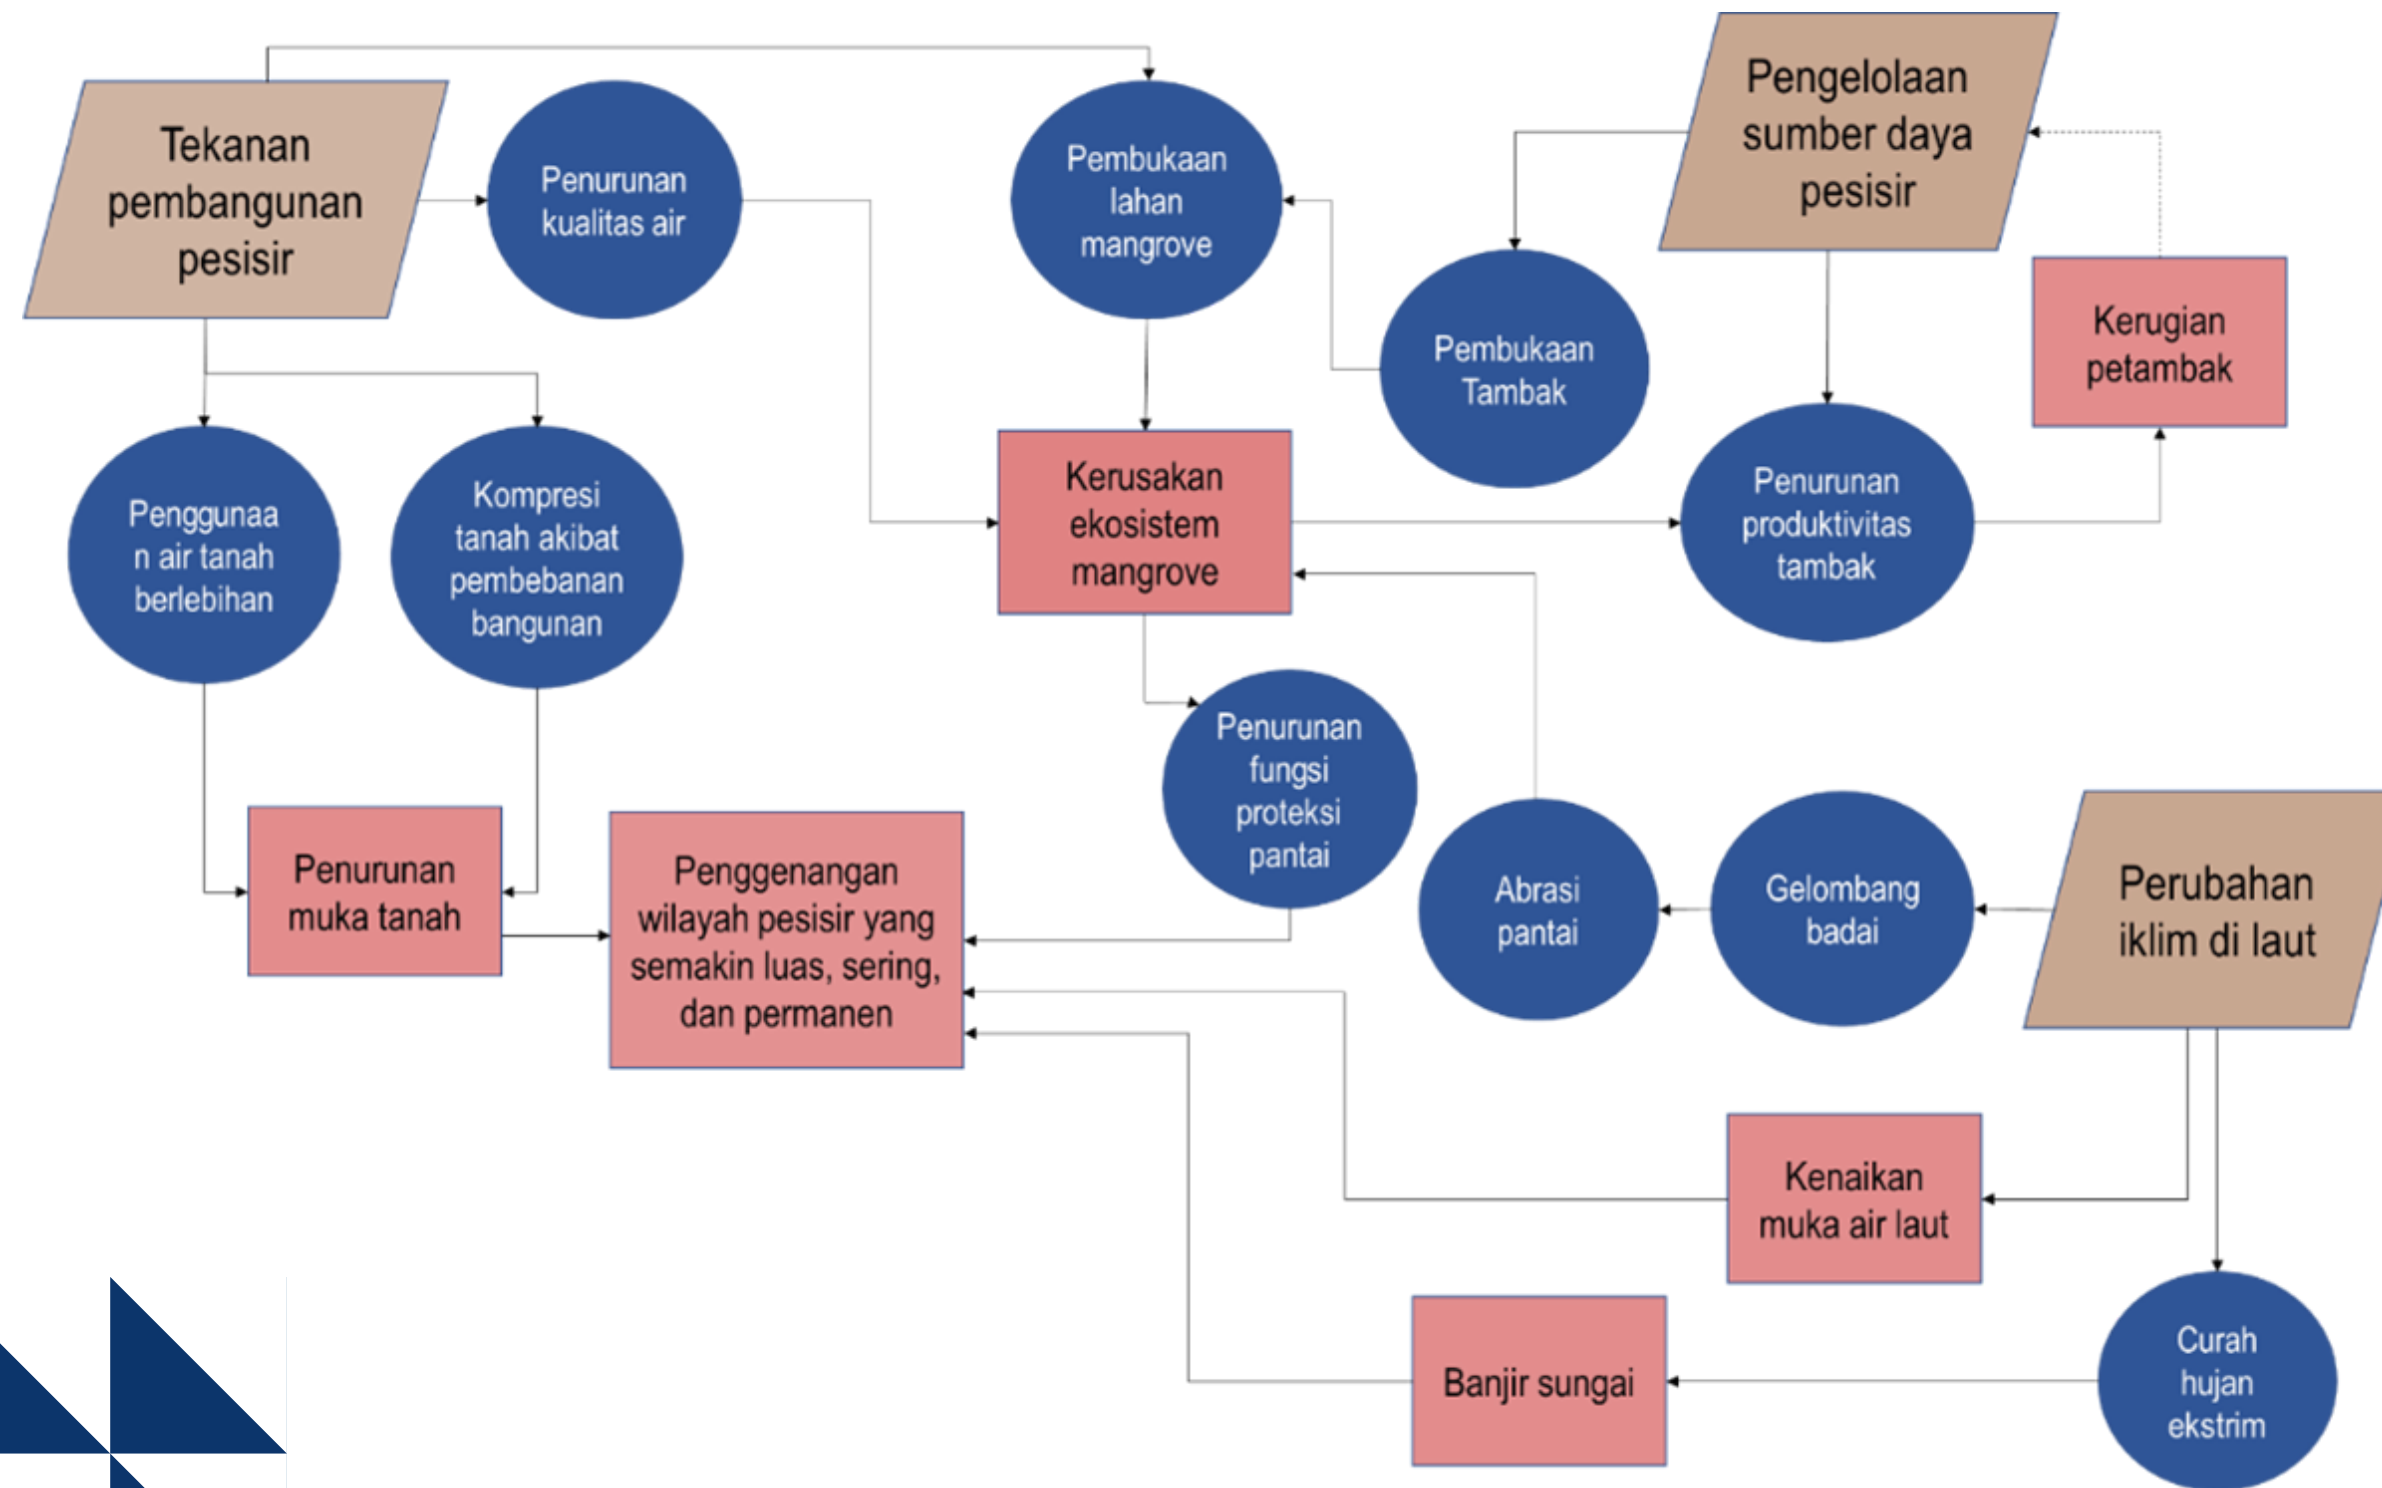 Tekanan
pembangunan
pesisir
Penurunan
kualitas air
Pembukaan
lahan
mangrove
Pengelolaan
sumber daya
pesisir
Pembukaan
Tambak
Kerugian
petambak
Penggunaa
n air tanah
berlebihan
Kompresi
tanah akibat
pembebanan
bangunan
Kerusakan
ekosistem
mangrove
Penurunan
produktivitas
tambak
Penurunan
fungsi
proteksi
pantai
Penurunan
muka tanah
Penggenangan
wilayah pesisir yang
semakin luas, sering,
dan permanen
Abrasi
pantai
Gelombang
badai
Perubahan
iklim di laut
Kenaikan
muka air laut
Banjir sungai
Curah
hujan
ekstrim